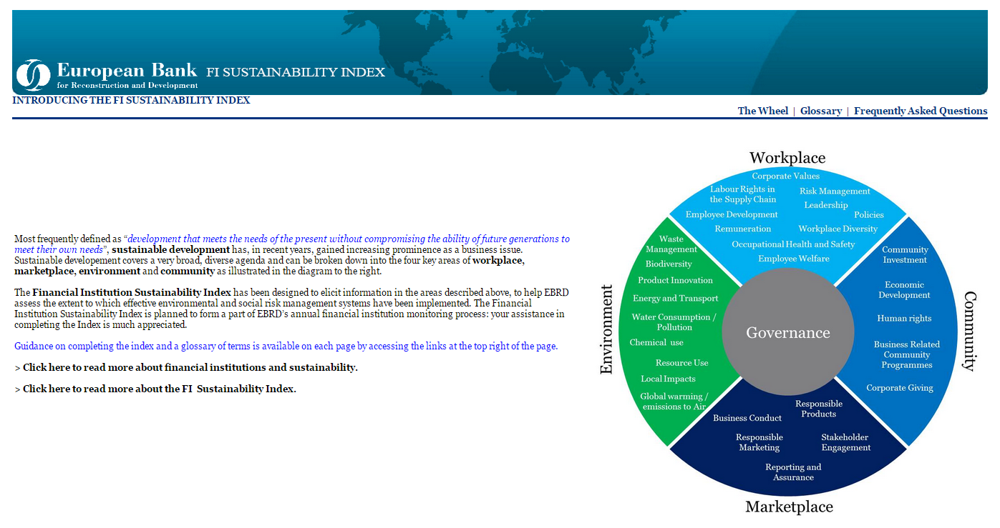 European Bank
for Reconstruction and Development
FI SUSTAINABILITY INDEX
INTRODUCING THE FI SUSTAINABILITY INDEX
The Wheel | Glossary | Frequently Asked Questions
Most frequently defined as “development that meets the needs of the present without compromising the ability of future generations to
meet their own needs”, sustainable development has, in recent years, gained increasing prominence as a business issue.
Sustainable developement covers a very broad, diverse agenda and can be broken down into the four key areas of workplace,
marketplace, environment and community as illustrated in the diagram to the right.
The Financial Institution Sustainability Index has been designed to elicit information in the areas described above, to help EBRD
assess the extent to which effective environmental and social risk management systems have been implemented. The Financial
Institution Sustainability Index is planned to form a part of EBRD’s annual financial institution monitoring process: your assistance in
completing the Index is much appreciated.
Guidance on completing the index and a glossary of terms is available on each page by accessing the links at the top right of the page.
> Click here to read more about financial institutions and sustainability.
> Click here to read more about the FI Sustainability Index.
Workplace
Corporate Values
Labour Rights in
the Supply Chain
Risk Management
Leadership
Employee Development
Policies
Remuneration
Workplace Diversity
Occupational Health and Safety
Employee Welfare
Environment
Waste
Management
Biodiversity
Product Innovation
Energy and Transport
Water Consumption /
Pollution
Chemical use
Resource Use
Local Impacts
Global warming /
emissions to Air
Governance
Community
Community
Investment
Economic
Development
Human rights
Business Related
Community
Programmes
Corporate Giving
Responsible
Products
Business Conduct
Responsible
Marketing
Stakeholder
Engagement
Reporting and
Assurance
Marketplace